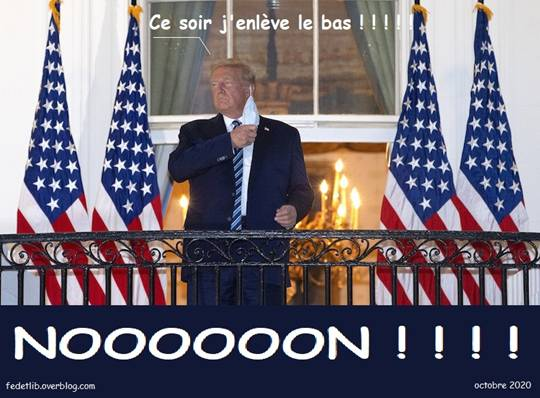 Ce soir j'enlève le bas ! ! ! ! !
NOOOOOON ! ! ! !
fedetlib.overblog.com
octobre 2020